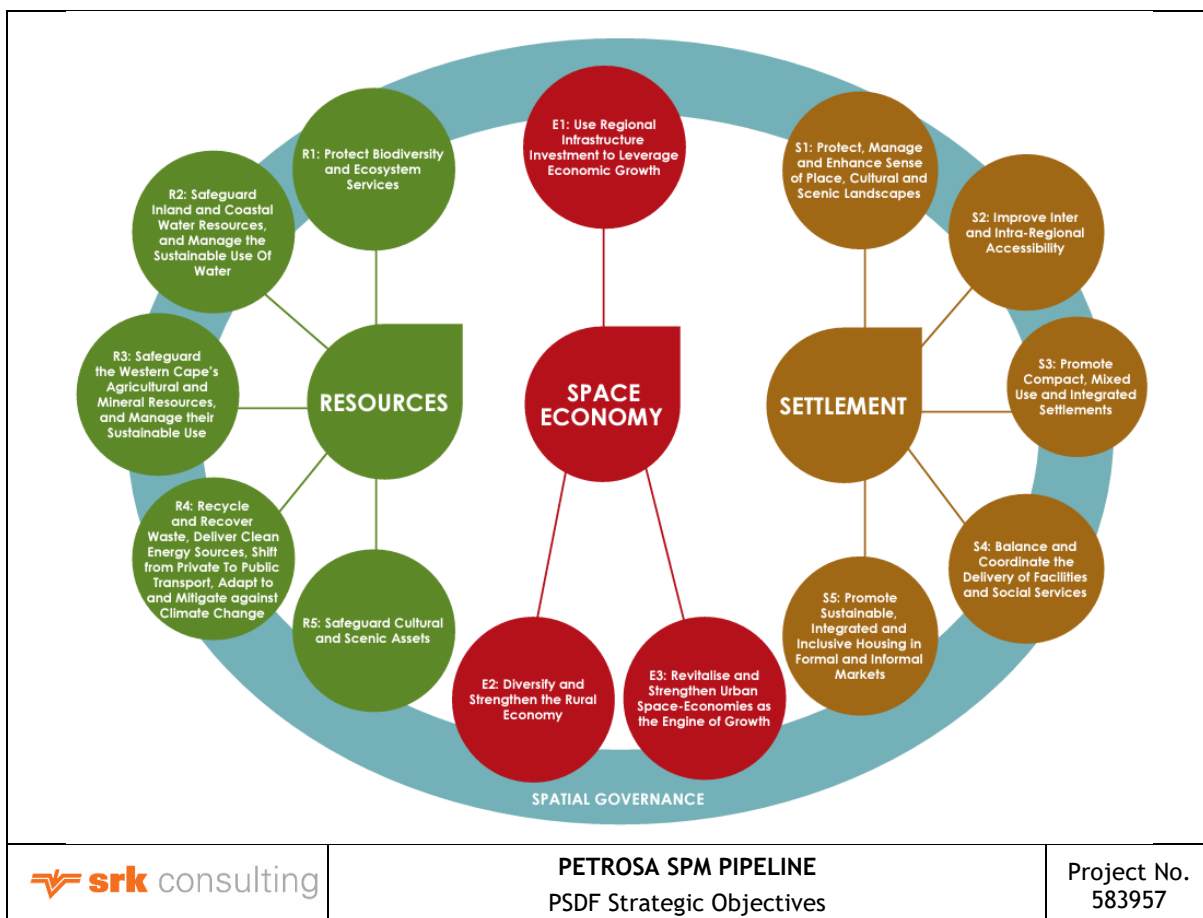 E1: Use Regional
Infrastructure
Investment to Leverage
Economic Growth
R1: Protect Biodiversity
and Ecosystem
Services
S1: Protect, Manage
and Enhance Sense
of Place, Cultural and
Scenic Landscapes
R2: Safeguard
Inland and Coastal
Water Resources,
and Manage the
Sustainable Use Of
Water
S2: Improve Inter
and Intra-Regional
Accessibility
R3: Safeguard
the Western Cape's
Agricultural and
Mineral Resources,
and Manage their
Sustainable Use
RESOURCES
SPACE
ECONOMY
SETTLEMENT
S3: Promote
Compact, Mixed
Use and Integrated
Settlements
R4: Recycle
and Recover
Waste, Deliver Clean
Energy Sources, Shift
from Private To Public
Transport, Adapt to
and Mitigate against
Climate Change
S4: Balance and
Coordinate the
Delivery of Facilities
and Social Services
R5: Safeguard Cultural
and Scenic Assets
S5: Promote
Sustainable,
Integrated and
Inclusive Housing in
Formal and Informal
Markets
E2: Diversify and
Strengthen the Rural
Economy
E3: Revitalise and
Strengthen Urban
Space-Economies as
the Engine of Growth
SPATIAL GOVERNANCE
srk consulting
PETROSA SPM PIPELINE
PSDF Strategic Objectives
Project No.
583957